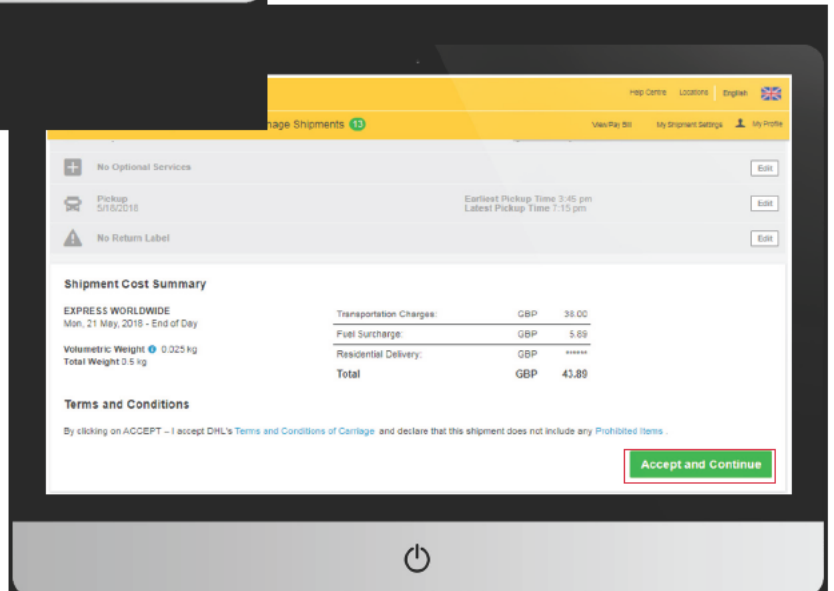 Help Centre Locations English
nage Shipments 13
View/Pay Bill My Shipment Settings My Profile
No Optional Services Edit
Pickup Earliest Pickup Time 3:45 pm Edit
5/18/2018 Latest Pickup Time 7:15 pm
No Return Label Edit
Shipment Cost Summary
EXPRESS WORLDWIDE
Mon, 21 May, 2018 - End of Day
Volumetric Weight 0.025 kg
Total Weight 0.5 kg
Transportation Charges: GBP 38.00
Fuel Surcharge: GBP 5.89
Residential Delivery: GBP ******
Total GBP 43.89
Terms and Conditions
By clicking on ACCEPT – I accept DHL's Terms and Conditions of Carriage and declare that this shipment does not include any Prohibited Items .
Accept and Continue